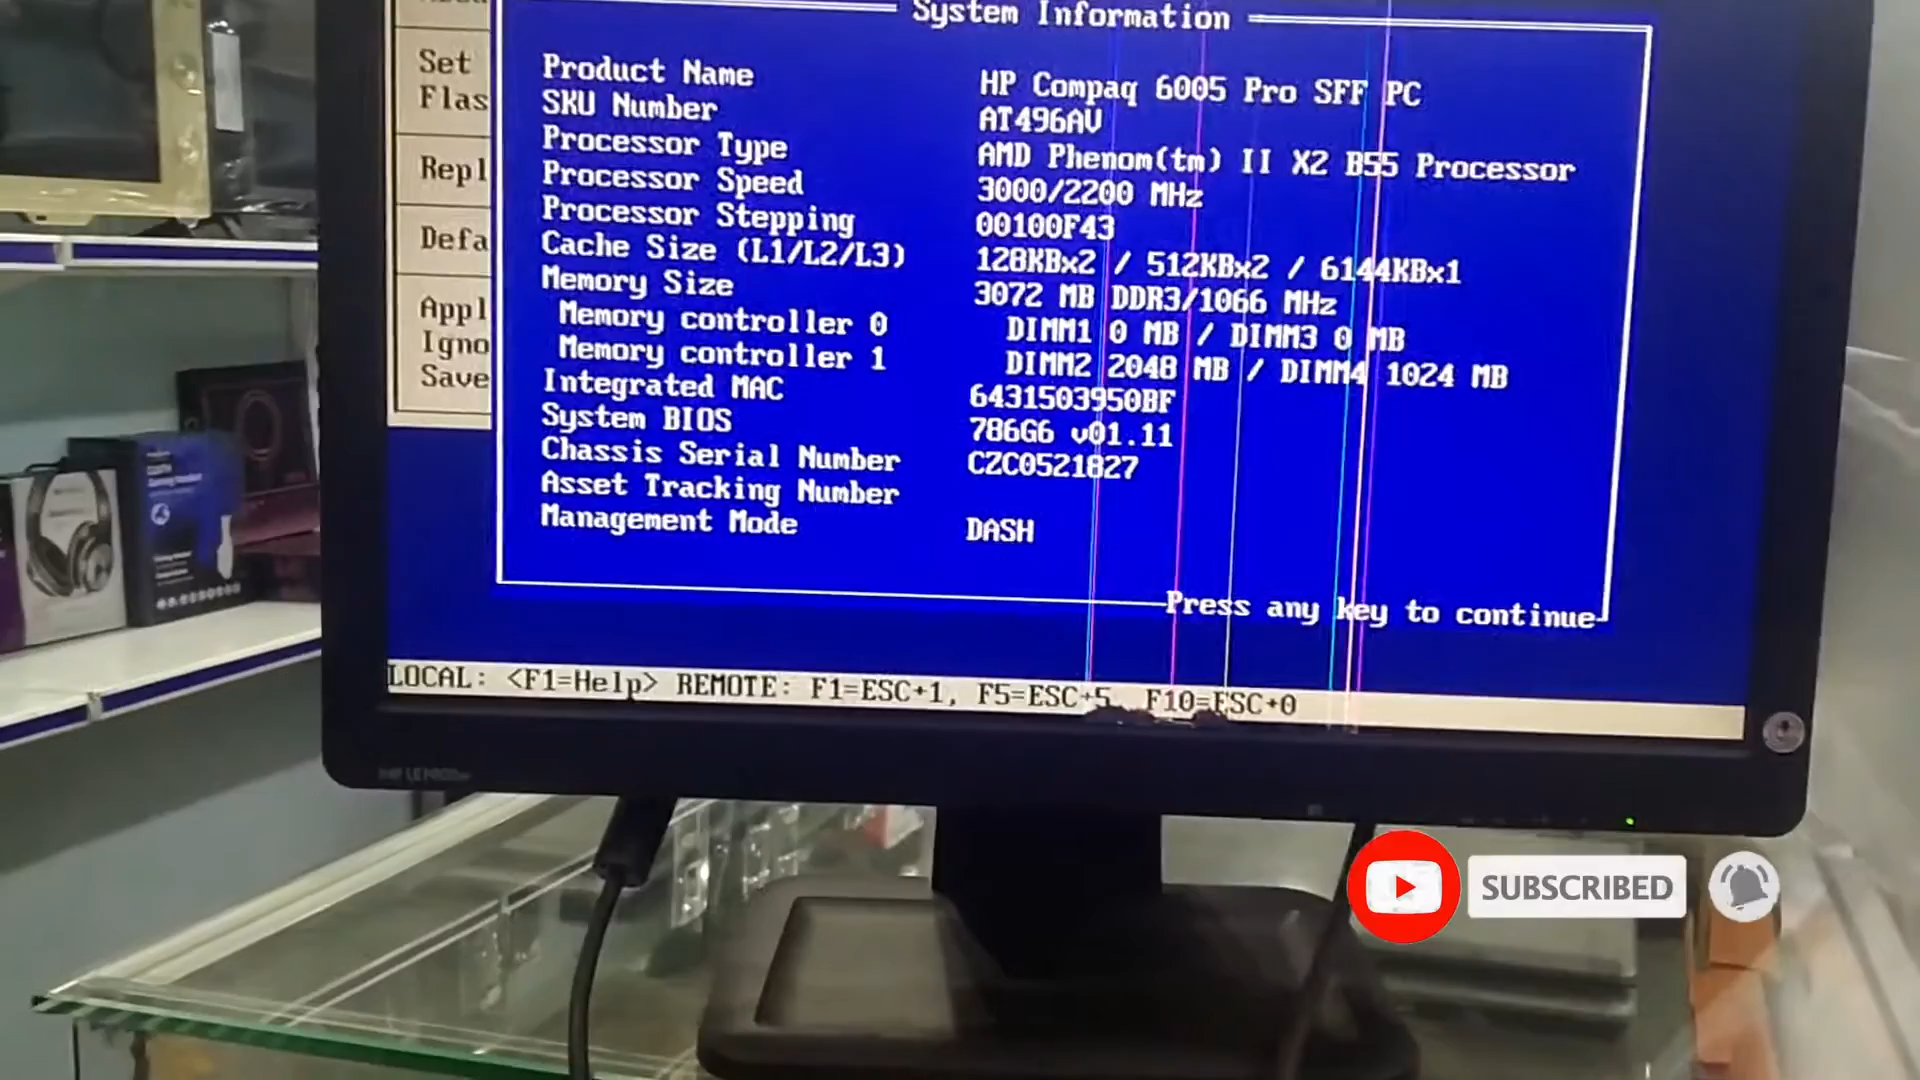 System Information
Set
Flas
Repl
Defa
Appl
Igno
Save
Product Name HP Compaq 6005 Pro SFF PC
SKU Number AT496AV
Processor Type AMD Phenom(tm) II X2 B55 Processor
Processor Speed 3000/2200 MHz
Processor Stepping 00100F43
Cache Size (L1/L2/L3) 128KBx2 / 512KBx2 / 6144KBx1
Memory Size 3072 MB DDR3/1066 MHz
Memory controller 0 DIMM1 0 MB / DIMM3 0 MB
Memory controller 1 DIMM2 2048 MB / DIMM4 1024 MB
Integrated MAC 6431503950BF
System BIOS 786G6 v01.11
Chassis Serial Number CZC0521827
Asset Tracking Number
Management Mode DASH
Press any key to continue
LOCAL: <F1=Help> REMOTE: F1=ESC+1, F5=ESC+5, F10=ESC+0
SUBSCRIBED